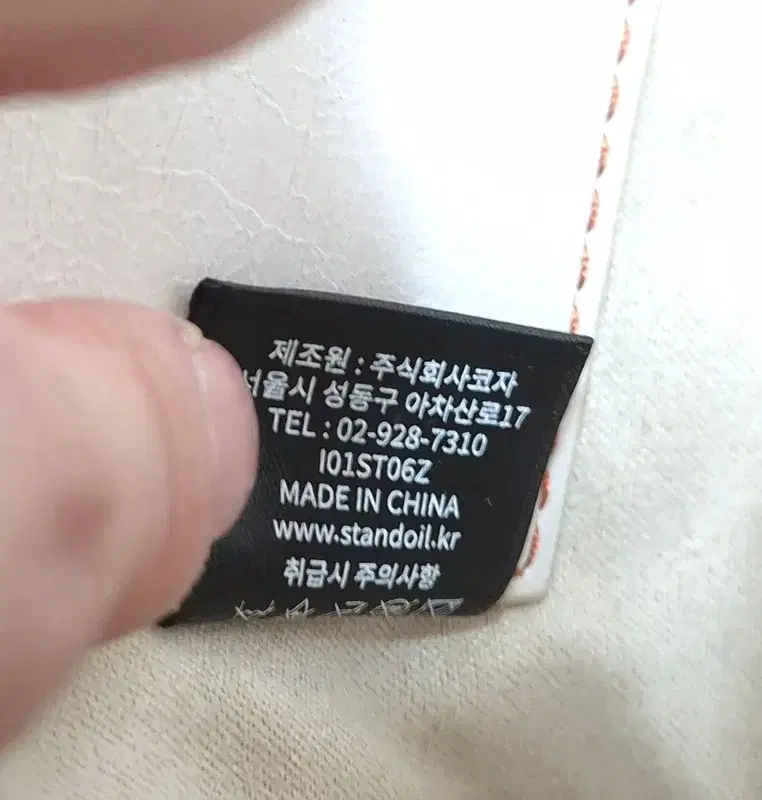 제조원 : 주식회사코자
서울시 성동구 아차산로17
TEL : 02-928-7310
I01ST06Z
MADE IN CHINA
www.standoil.kr
취급시 주의사항